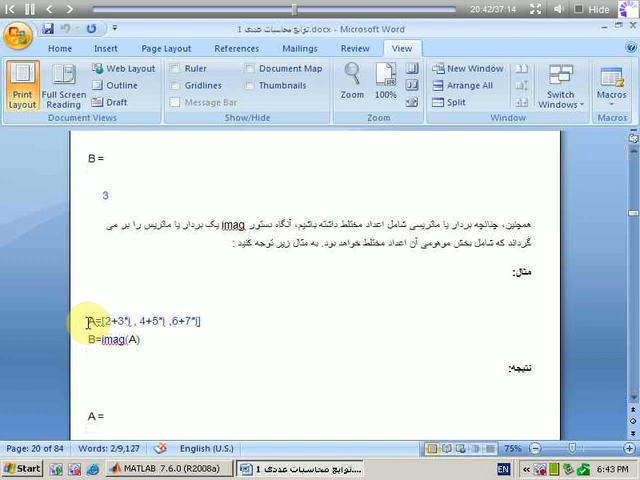 20:42/37:14
Hide
توابع محاسبات عددی 1.docx - Microsoft Word
Home Insert Page Layout References Mailings Review View
Print Layout
Full Screen Reading
Web Layout
Outline
Draft
Document Views
Ruler
Gridlines
Message Bar
Document Map
Thumbnails
Show/Hide
Zoom
100%
Zoom
New Window
Arrange All
Split
Switch Windows
Window
Macros
Macros
B =
3
همچنین، چنانچه بردار یا ماتریسی شامل اعداد مختلط داشته باشیم، آنگاه دستور imag یک بردار یا ماتریس را بر می
گرداند که شامل بخش موهومی آن اعداد مختلط خواهد بود. به مثال زیر توجه کنید :
مثال:
A=[2+3*i , 4+5*i ,6+7*i]
B=imag(A)
نتیجه:
A =
Page: 20 of 84 Words: 2/9,127 English (U.S.) 75%
Start MATLAB 7.6.0 (R2008a) توابع محاسبات عددی 1.... EN 6:43 PM